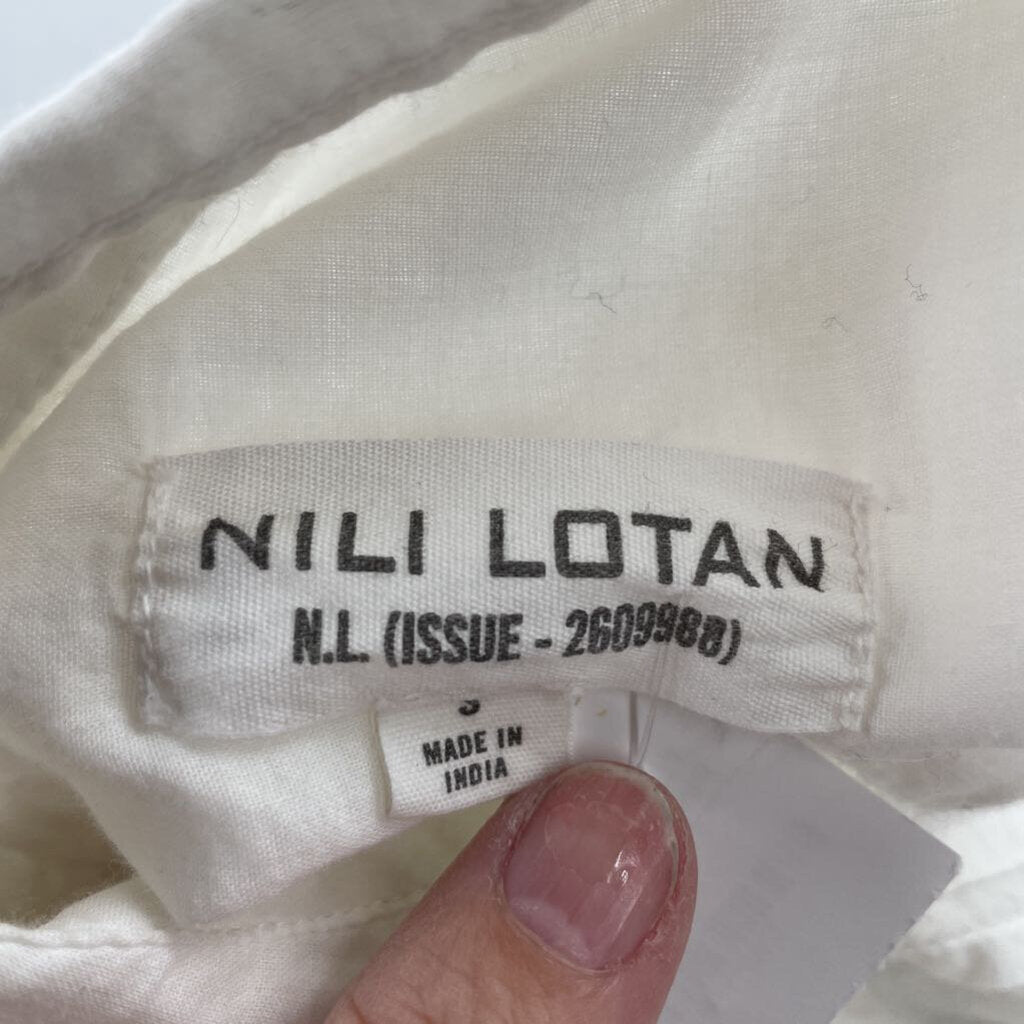 NILI LOTAN
N.L. (ISSUE - 2609988)
S
MADE IN
INDIA